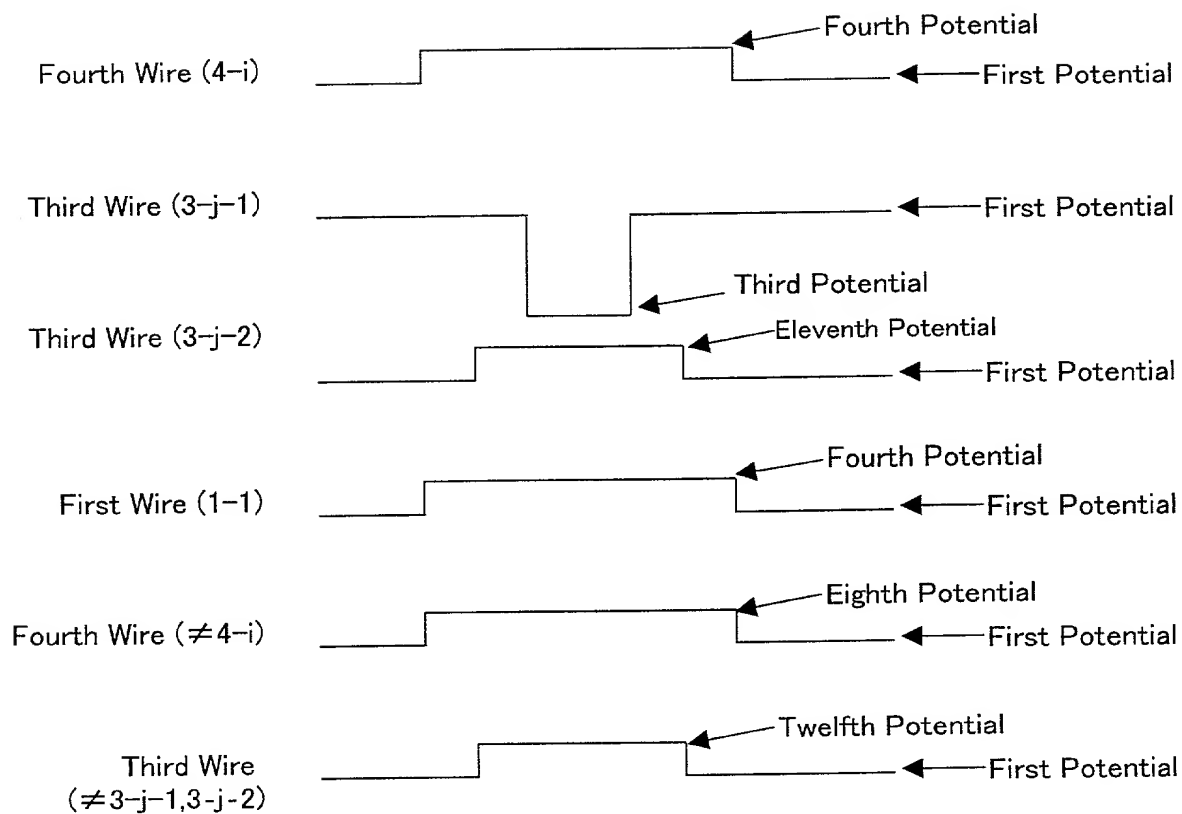 Fourth Potential
Fourth Wire (4-i)
First Potential
Third Wire (3-j-1)
First Potential
Third Potential
Third Wire (3-j-2)
Eleventh Potential
First Potential
Fourth Potential
First Wire (1-1)
First Potential
Eighth Potential
Fourth Wire (≠4-i)
First Potential
Twelfth Potential
Third Wire
First Potential
(≠3-j-1,3-j-2)